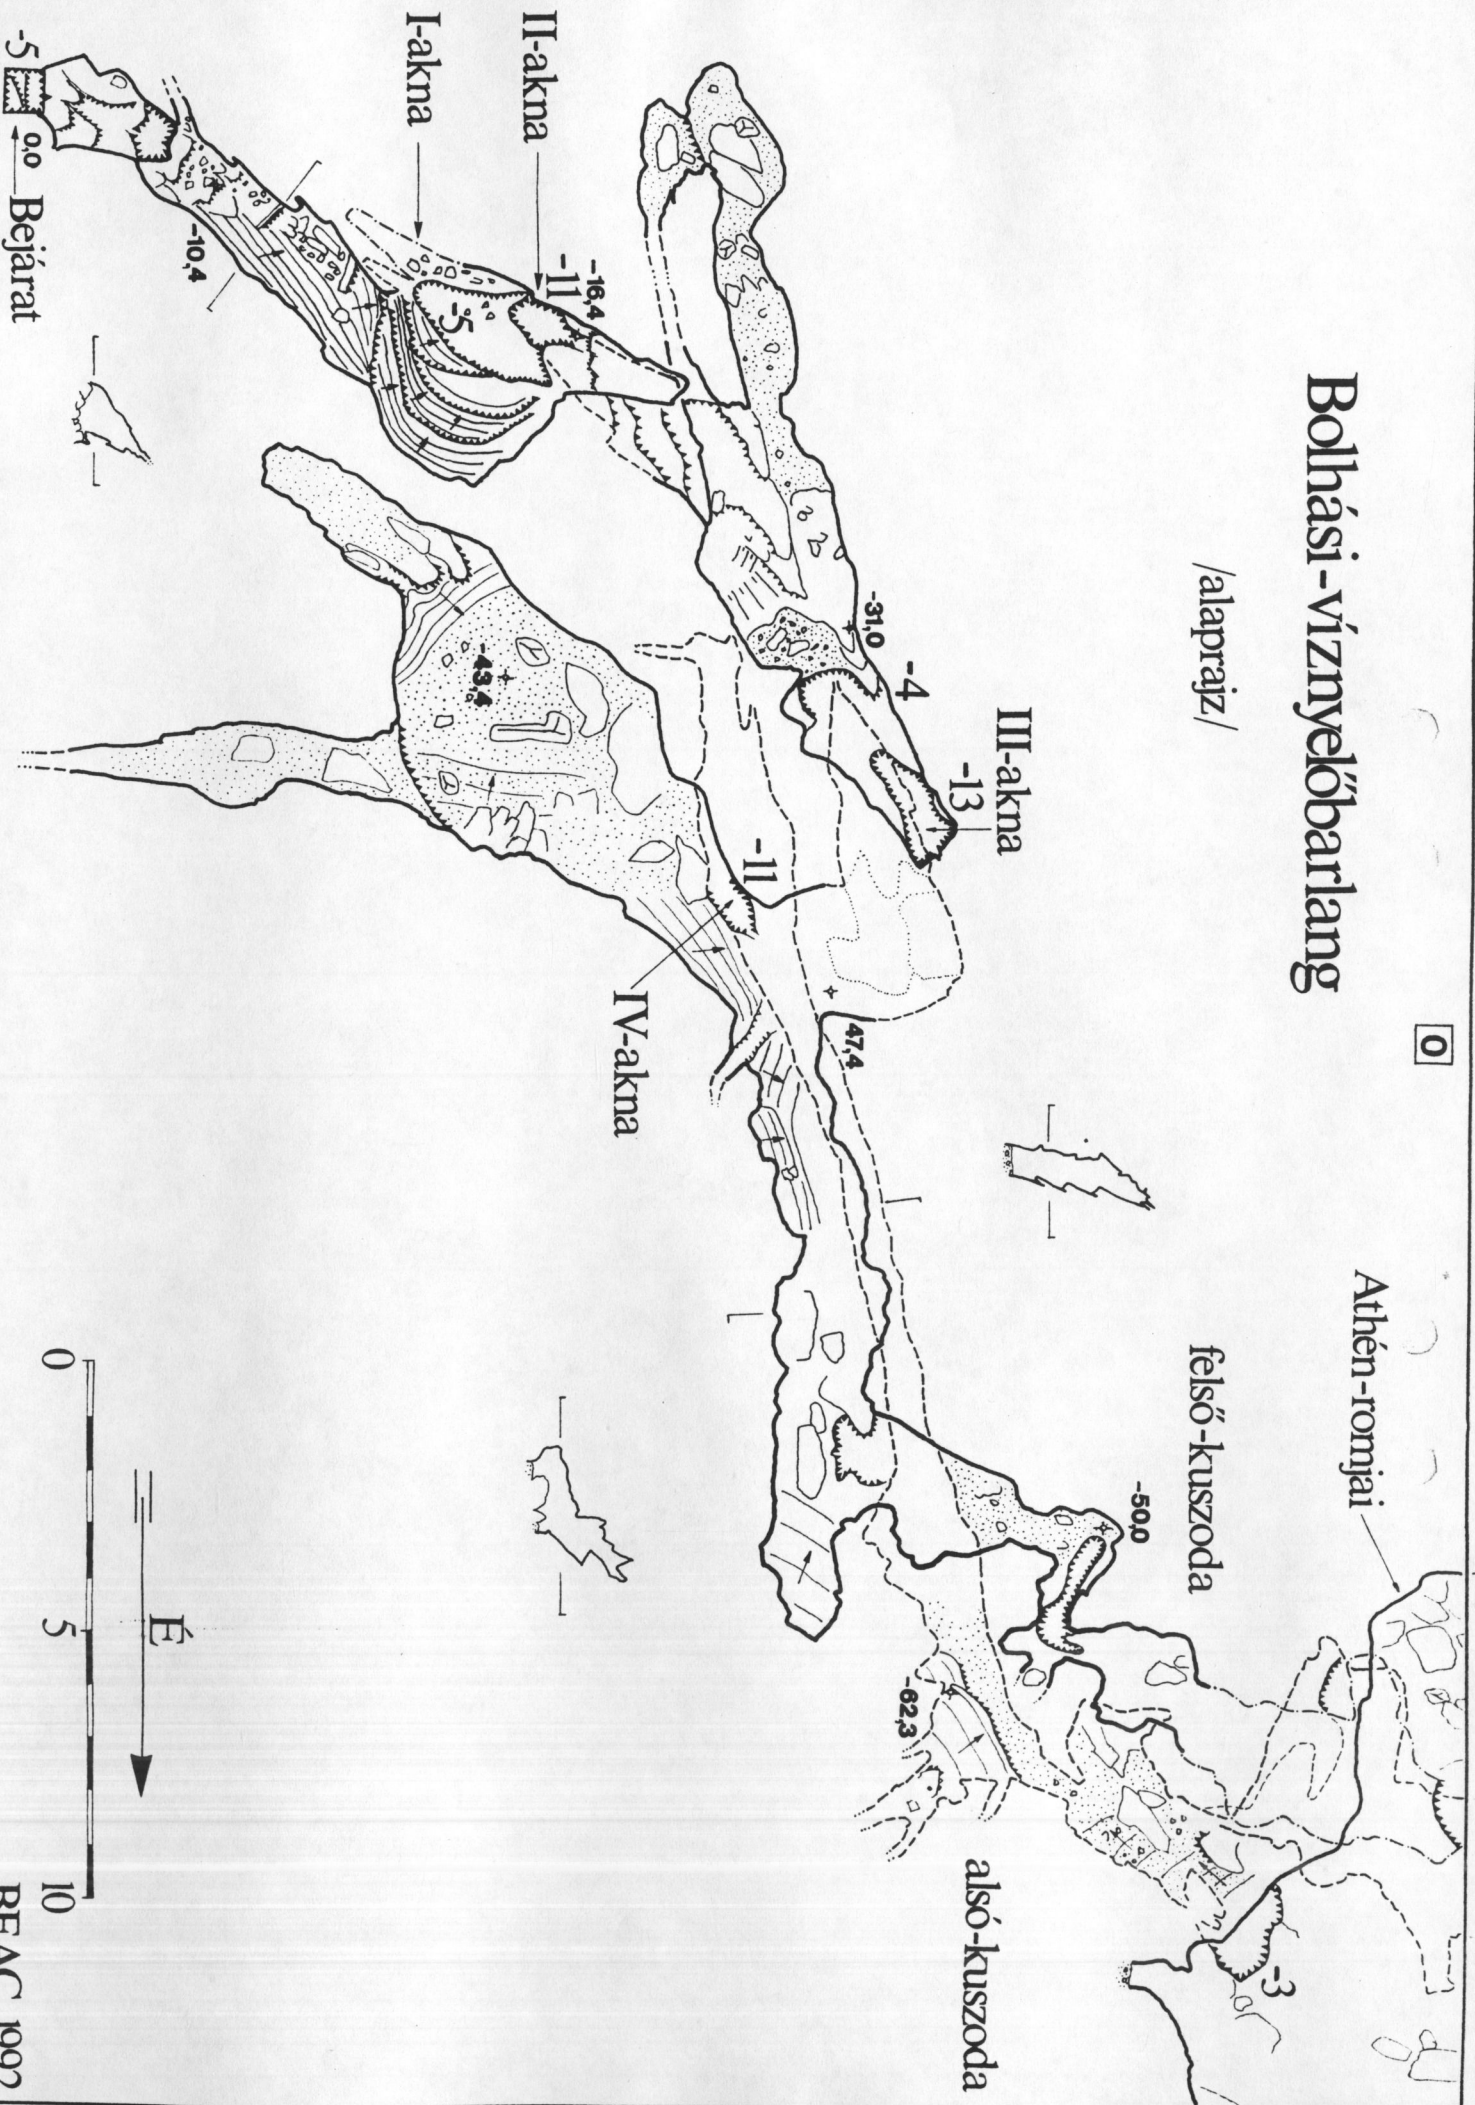 Bolhási-víznyelőbarlang
/alaprajz/
0
Athén-romjai
felső-kuszoda
alsó-kuszoda
III-akna
-13
-4
-31,0
-11
IV-akna
47,4
-50,0
-62,3
-3
II-akna
-11
-16,4
I-akna
-5
-10,4
-43,4
-5
0,0
Bejárat
É
0
5
10
BEAC 1992